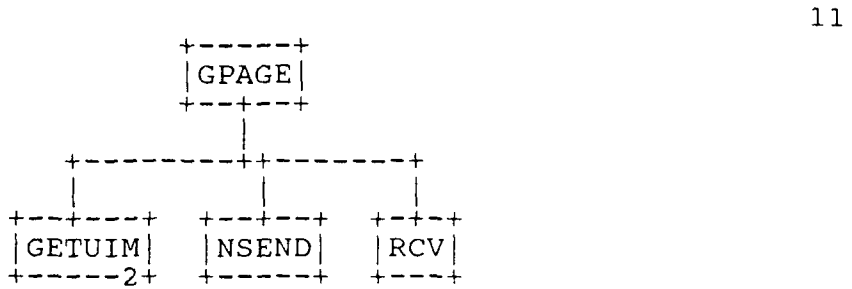 11
+------+
|GPAGE|
+--+--+
|
+---------++--------+
| | |
+--+---+ +--+--+ +-+-+
|GETUIM| |NSEND| |RCV|
+-----2+ +-----+ +---+